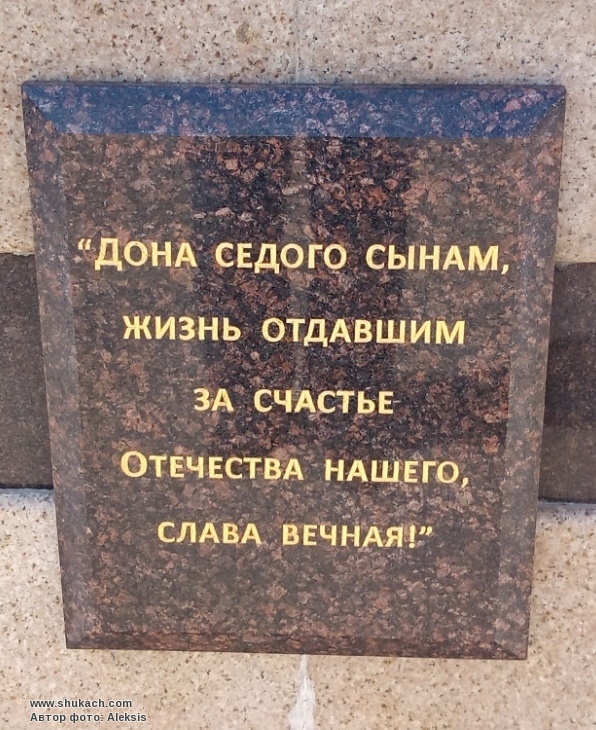 “ДОНА СЕДОГО СЫНАМ,
ЖИЗНЬ ОТДАВШИМ
ЗА СЧАСТЬЕ
ОТЕЧЕСТВА НАШЕГО,
СЛАВА ВЕЧНАЯ!”
www.shukach.com
Автор фото: Aleksis